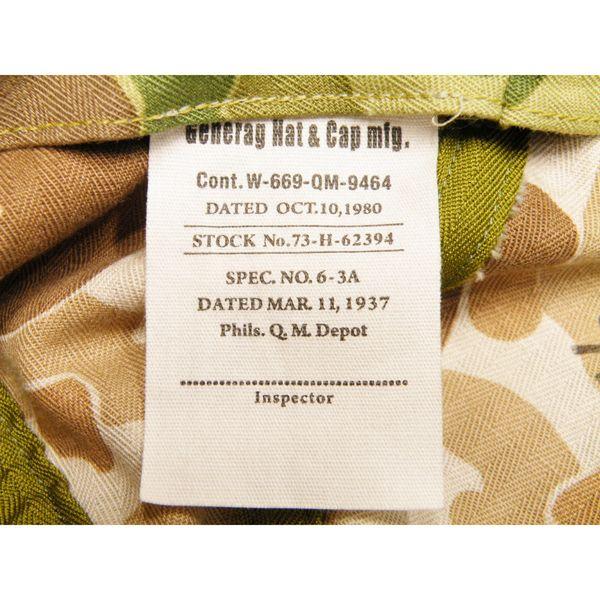 Generag Hat & Cap mfg.
Cont. W-669-QM-9464
DATED OCT.10,1980
STOCK No.73-H-62394
SPEC. NO. 6-3A
DATED MAR. 11, 1937
Phils. Q. M. Depot
Inspector